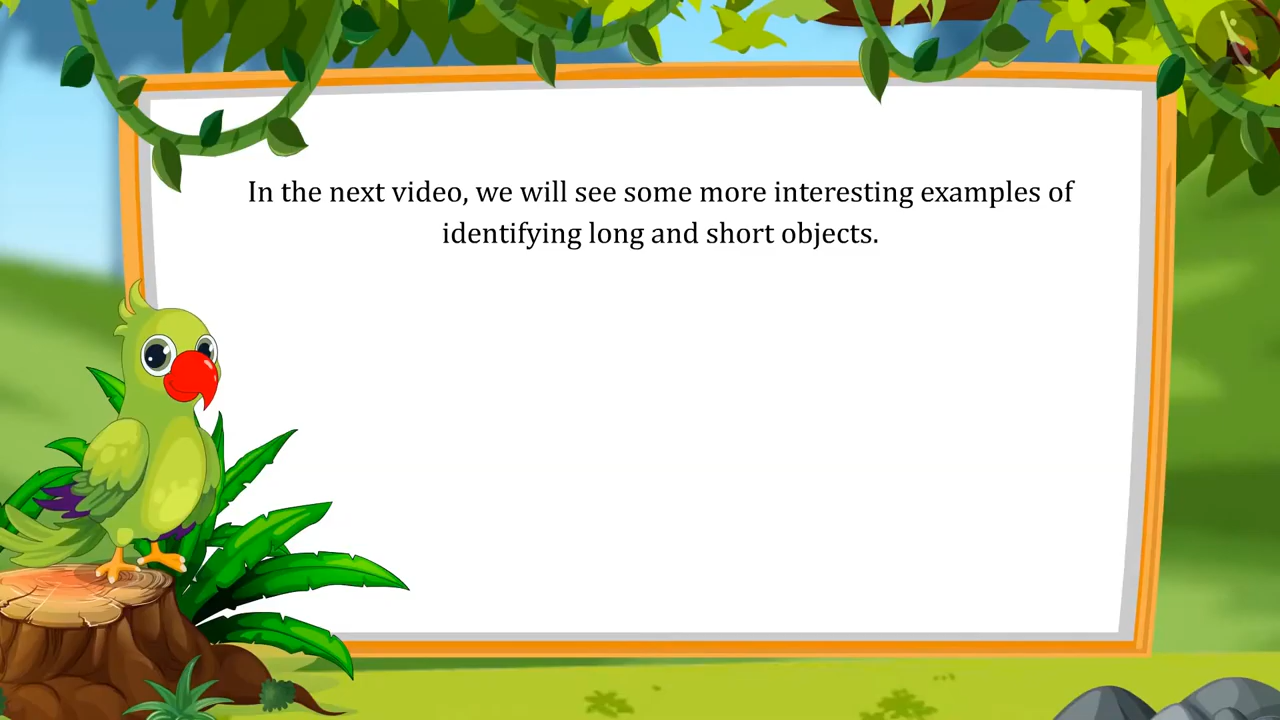 In the next video, we will see some more interesting examples of
identifying long and short objects.